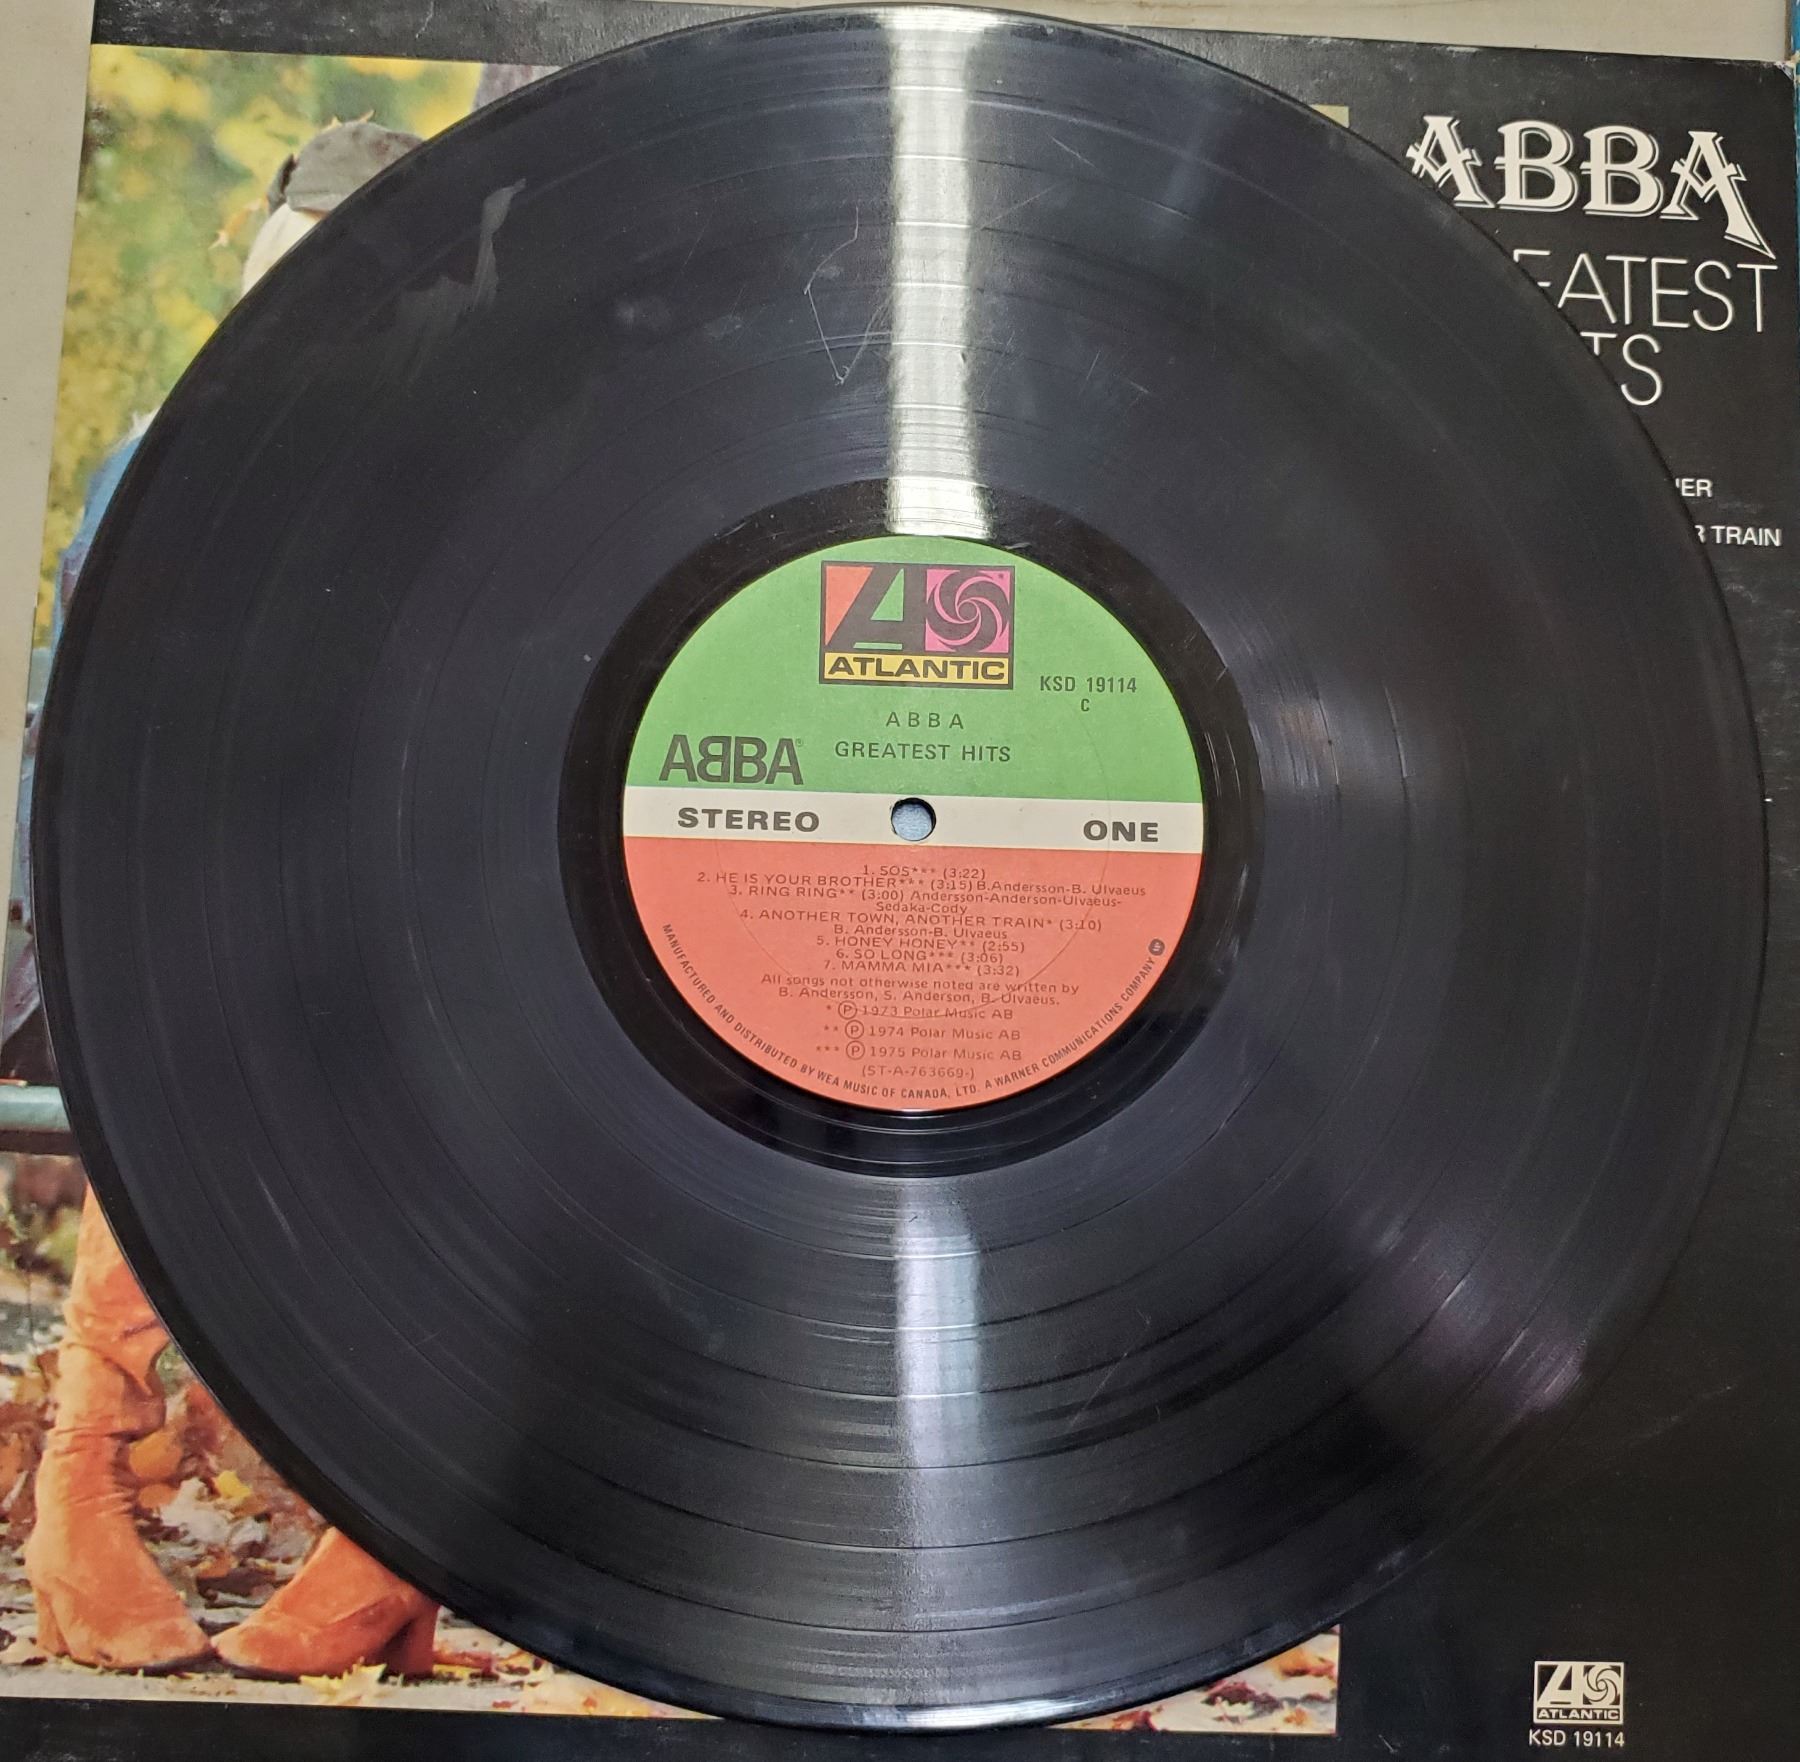 ABBA
EATEST
TS
ER
R TRAIN
ATLANTIC
KSD 19114
C
ABBA
GREATEST HITS
ABBA®
STEREO
ONE
1. SOS*** (3:22)
2. HE IS YOUR BROTHER*** (3:15) B.Andersson-B. Ulvaeus
3. RING RING** (3:00) Andersson-Anderson-Ulvaeus-
Sedaka-Cody
4. ANOTHER TOWN, ANOTHER TRAIN* (3:10)
B. Andersson-B. Ulvaeus
5. HONEY HONEY** (2:55)
6. SO LONG*** (3:06)
7. MAMMA MIA*** (3:32)
All songs not otherwise noted are written by
B. Andersson, S. Anderson, B. Ulvaeus.
* Ⓟ 1973 Polar Music AB
** Ⓟ 1974 Polar Music AB
*** Ⓟ 1975 Polar Music AB
(ST-A-763669-)
MANUFACTURED AND DISTRIBUTED BY WEA MUSIC OF CANADA, LTD. A WARNER COMMUNICATIONS COMPANY
ATLANTIC
KSD 19114